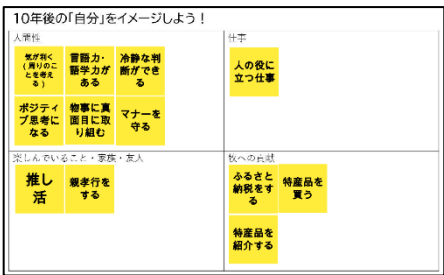 10年後の「自分」をイメージしよう！
人間性
気が利く
(周りのこ
とを考え
る)
言語力・
語学力が
ある
冷静な判
断ができ
る
ポジティ
ブ思考に
なる
物事に真
面目に取
り組む
マナーを
守る
仕事
人の役に
立つ仕事
楽しんでいること・家族・友人
推し
活
親孝行を
する
牧への貢献
ふるさと
納税をす
る
特産品を
買う
特産品を
紹介する